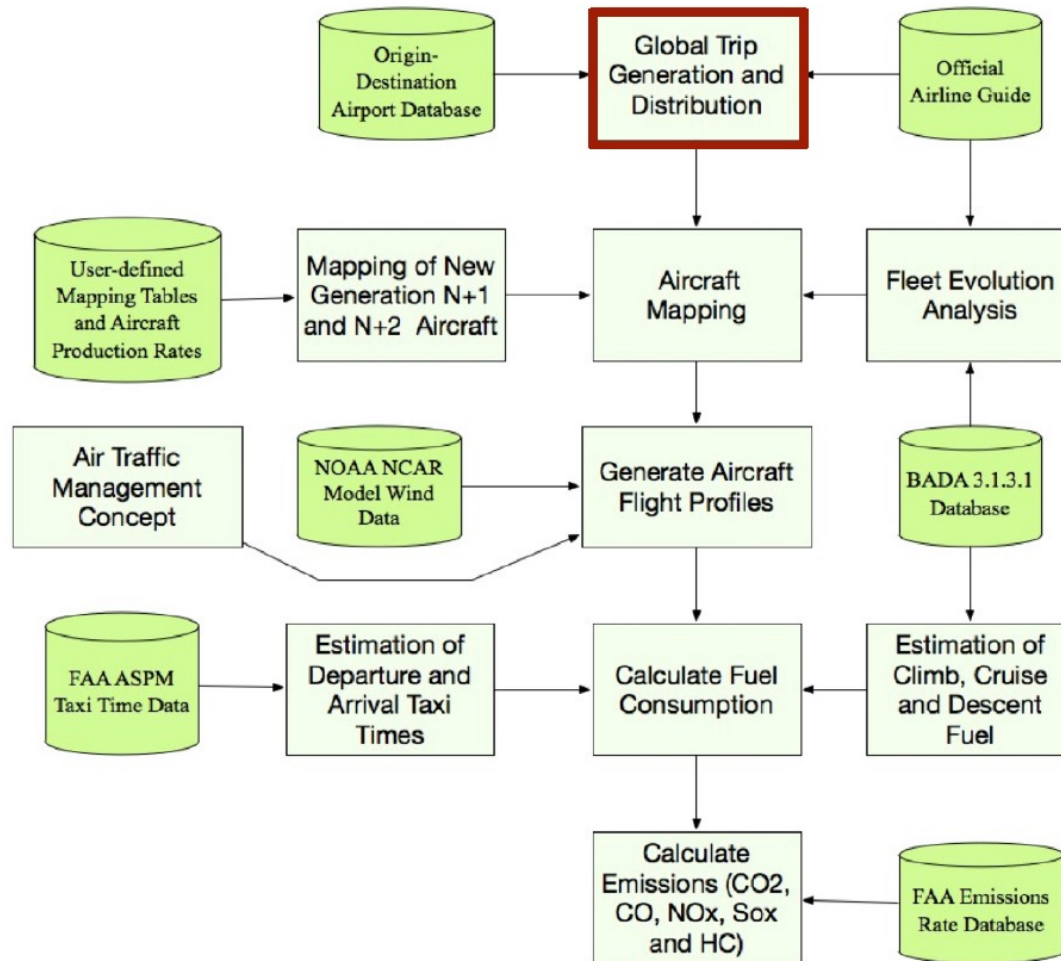 Origin-
Destination
Airport Database
Global Trip
Generation and
Distribution
Official
Airline Guide
User-defined
Mapping Tables
and Aircraft
Production Rates
Mapping of New
Generation N+1
and N+2 Aircraft
Aircraft
Mapping
Fleet Evolution
Analysis
Air Traffic
Management
Concept
NOAA NCAR
Model Wind
Data
Generate Aircraft
Flight Profiles
BADA 3.1.3.1
Database
FAA ASPM
Taxi Time Data
Estimation of
Departure and
Arrival Taxi
Times
Calculate Fuel
Consumption
Estimation of
Climb, Cruise
and Descent
Fuel
Calculate
Emissions (CO2,
CO, NOx, Sox
and HC)
FAA Emissions
Rate Database